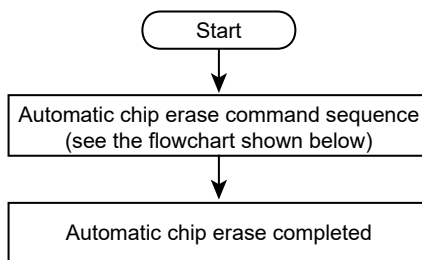 Start
Automatic chip erase command sequence
(see the flowchart shown below)
Automatic chip erase completed